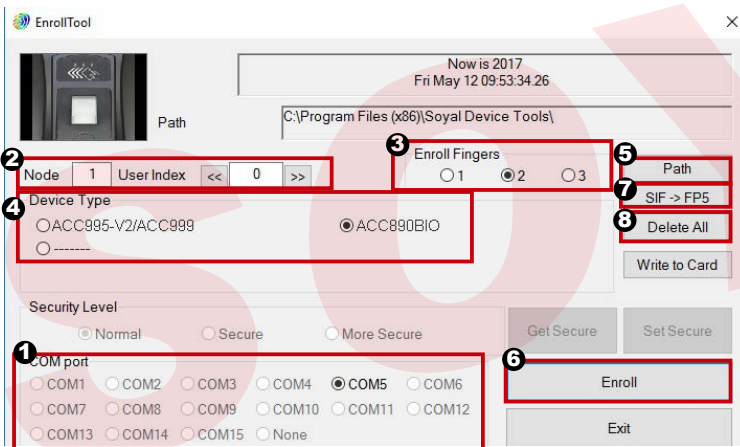 EnrollTool
Now is 2017
Fri May 12 09:53:34.26
Path
C:\Program Files (x86)\Soyal Device Tools\
2
Node 1 User Index << 0 >>
3
Enroll Fingers
1 2 3
5
Path
7
SIF -> FP5
8
Delete All
Write to Card
4
Device Type
ACC995-V2/ACC999 ACC890BIO
-------
Security Level
Normal Secure More Secure
Get Secure Set Secure
1
COM port
COM1 COM2 COM3 COM4 COM5 COM6
COM7 COM8 COM9 COM10 COM11 COM12
COM13 COM14 COM15 None
6
Enroll
Exit